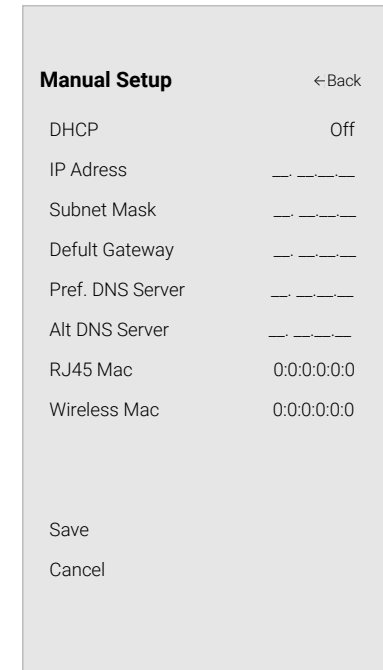 Manual Setup ←Back
DHCP Off
IP Adress __. __.__.__
Subnet Mask __. __.__.__
Defult Gateway __. __.__.__
Pref. DNS Server __. __.__.__
Alt DNS Server __. __.__.__
RJ45 Mac 0:0:0:0:0:0
Wireless Mac 0:0:0:0:0:0
Save
Cancel